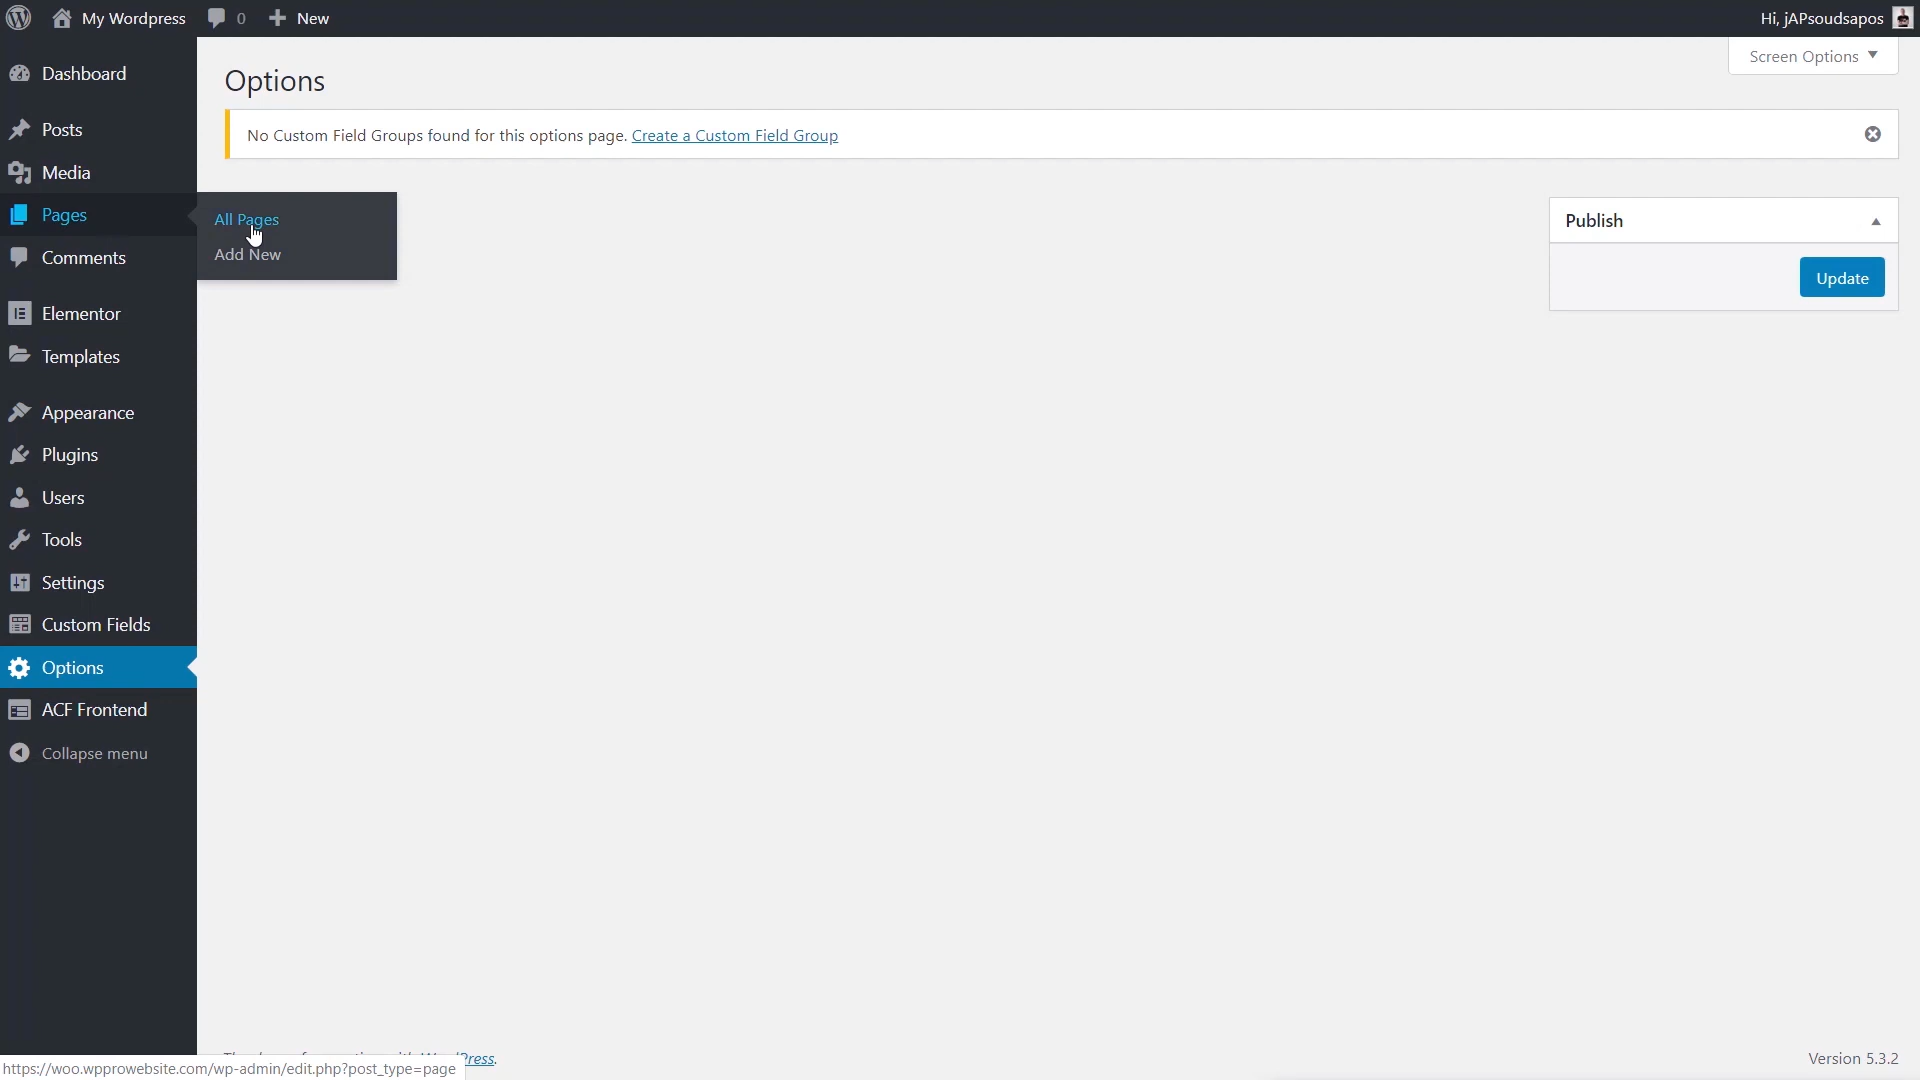 My Wordpress
0
New
Hi, jAPsoudsapos
Dashboard
Posts
Media
Pages
Comments
Elementor
Templates
Appearance
Plugins
Users
Tools
Settings
Custom Fields
Options
ACF Frontend
Collapse menu
All Pages
Add New
Screen Options
Options
No Custom Field Groups found for this options page. Create a Custom Field Group
Publish
Update
Press.
Version 5.3.2
https://woo.wpprowebsite.com/wp-admin/edit.php?post_type=page